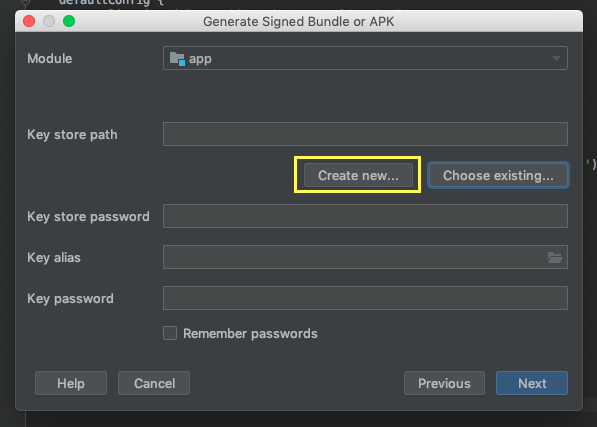 defaultConfig {
Generate Signed Bundle or APK
Module
app
Key store path
Create new...
Choose existing...
')
Key store password
Key alias
Key password
Remember passwords
Help
Cancel
Previous
Next